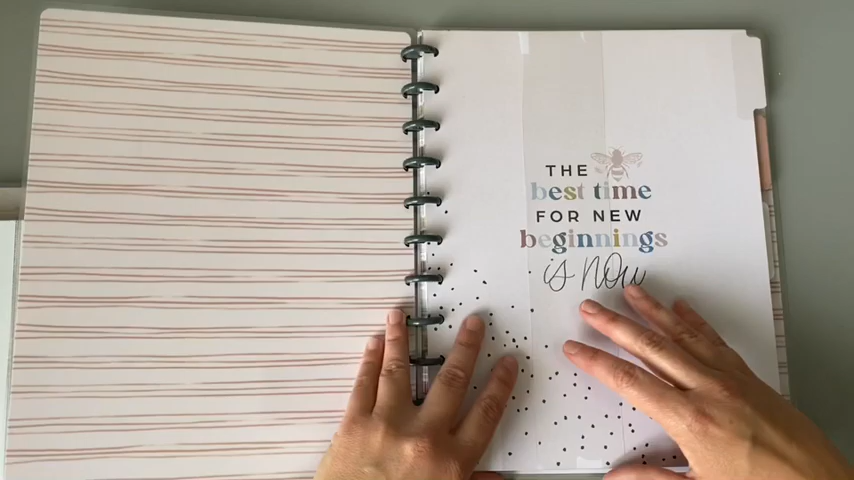 THE
best time
FOR NEW
beginnings
is now